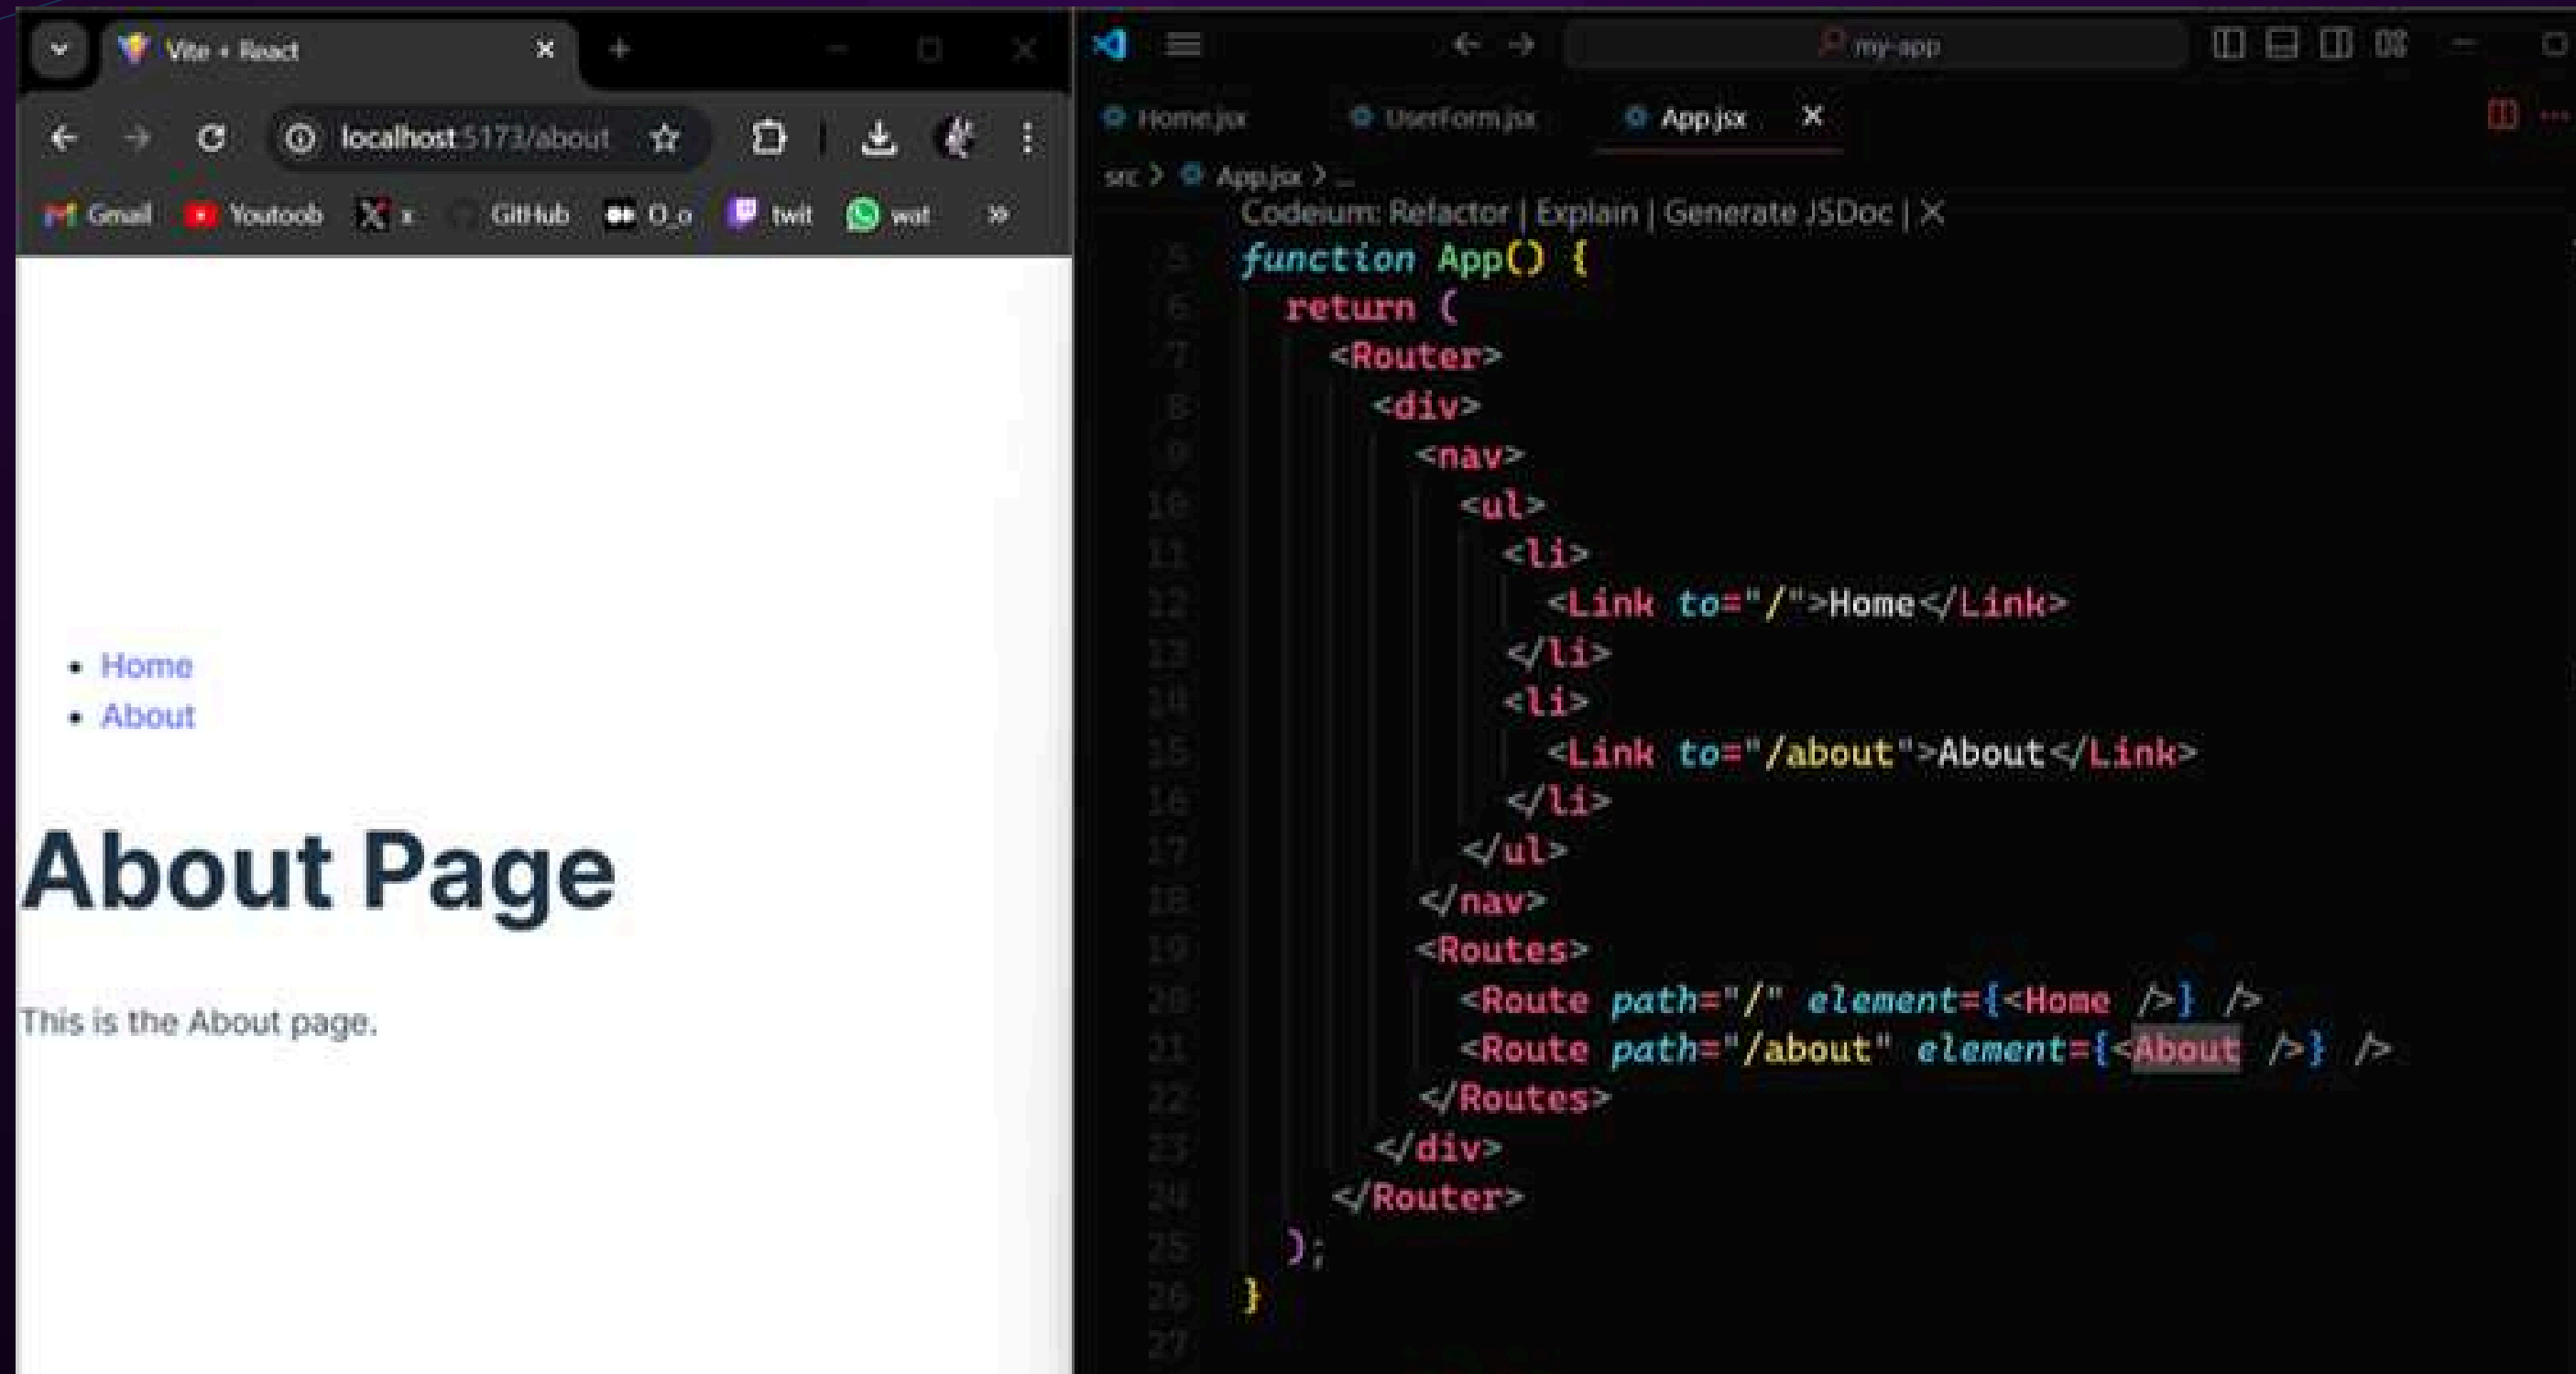 Vite + React
localhost:5173/about
Gmail Youtoob x GitHub O_o twit wat
Home
About
About Page
This is the About page.
my-app
Home.jsx UserForm.jsx App.jsx
src > App.jsx > ...
Codeium: Refactor | Explain | Generate JSDoc | X
5 function App() {
6 return (
7 <Router>
8 <div>
9 <nav>
10 <ul>
11 <li>
12 <Link to="/">Home</Link>
13 </li>
14 <li>
15 <Link to="/about">About</Link>
16 </li>
17 </ul>
18 </nav>
19 <Routes>
20 <Route path="/" element={<Home />} />
21 <Route path="/about" element={<About />} />
22 </Routes>
23 </div>
24 </Router>
25 );
26 }
27